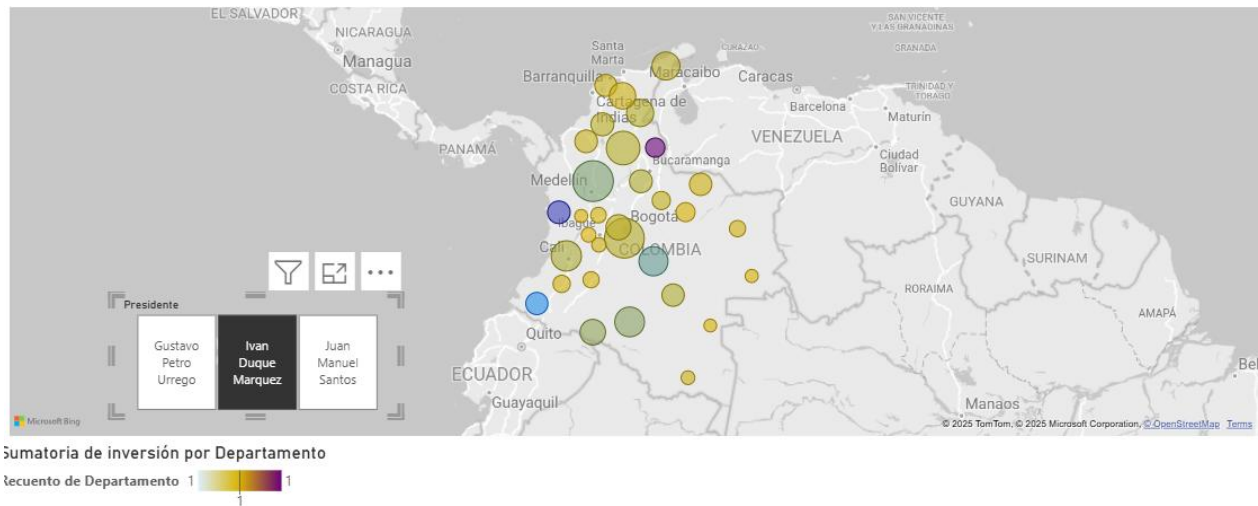 EL SALVADOR
NICARAGUA
Managua
COSTA RICA
PANAMÁ
SAN VICENTE
Y LAS GRANADINAS
GRANADA
CURAZAO
Santa
Marta
Barranquilla
Maracaibo
Caracas
TRINIDAD Y
TOBAGO
Cartagena de
Indias
Barcelona
Maturín
VENEZUELA
Ciudad
Bolívar
Bucaramanga
Medellín
GUYANA
Bogotá
Ibagué
Cali
COLOMBIA
SURINAM
RORAIMA
AMAPÁ
Quito
ECUADOR
Guayaquil
Manaos
Bel
Presidente
Gustavo
Petro
Urrego
Ivan
Duque
Marquez
Juan
Manuel
Santos
Microsoft Bing
© 2025 TomTom, © 2025 Microsoft Corporation, © OpenStreetMap Terms
Sumatoria de inversión por Departamento
Recuento de Departamento 1 1
1